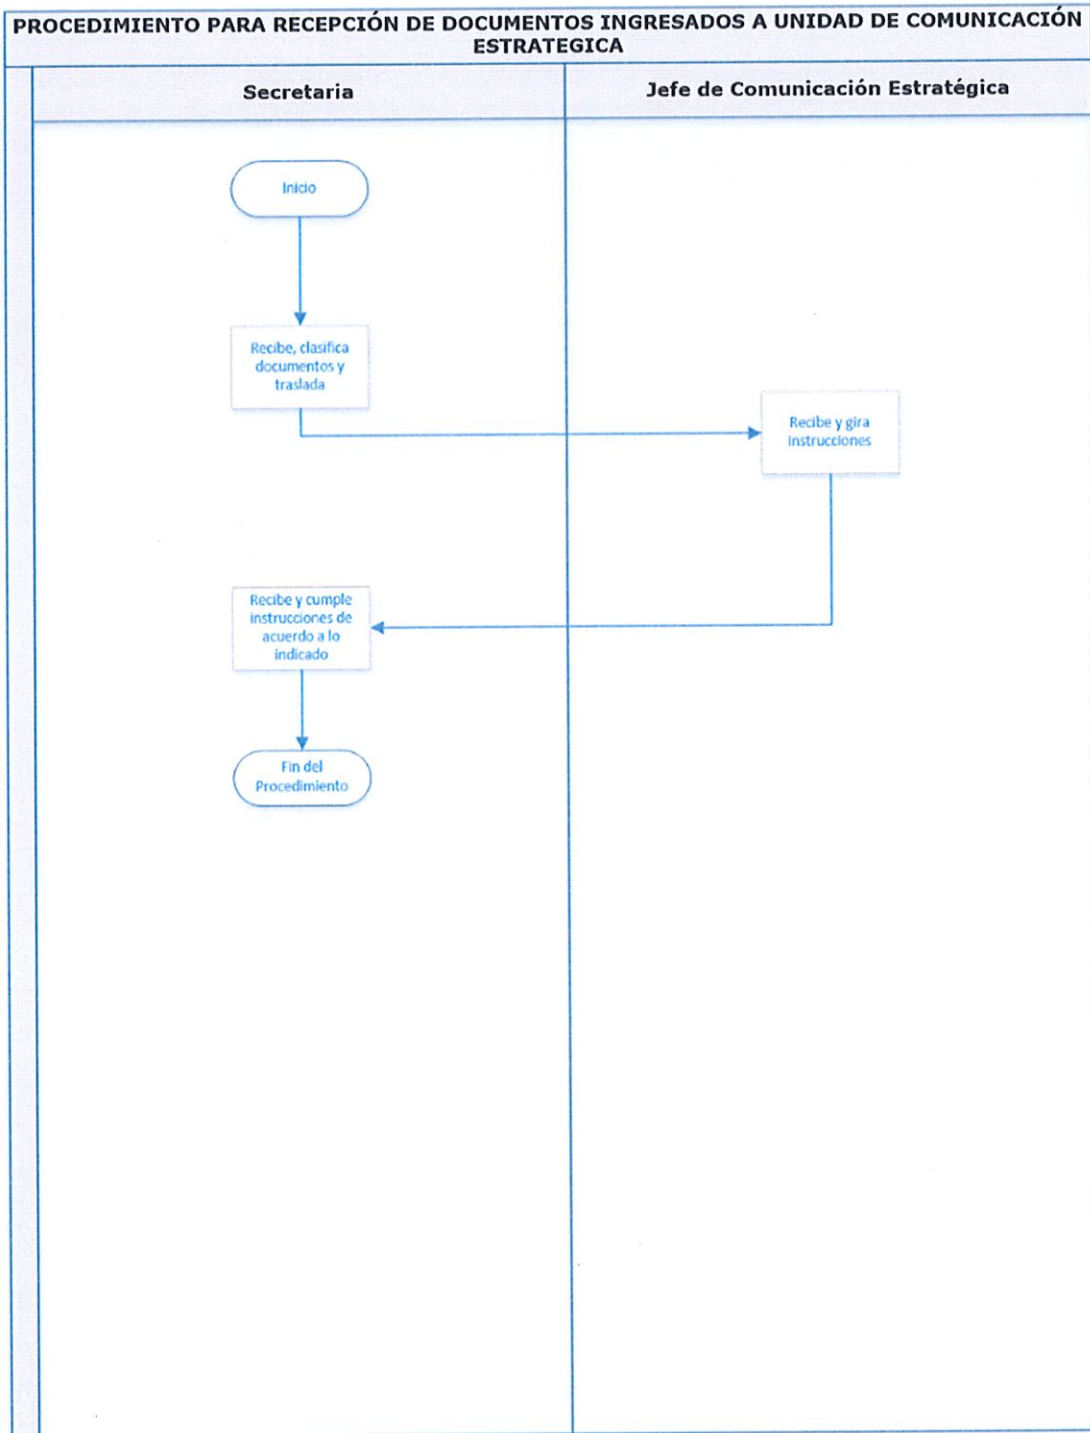 PROCEDIMIENTO PARA RECEPCIÓN DE DOCUMENTOS INGRESADOS A UNIDAD DE COMUNICACIÓN
ESTRATEGICA
Secretaria
Jefe de Comunicación Estratégica
Inicio
Recibe, clasifica
documentos y
traslada
Recibe y gira
instrucciones
Recibe y cumple
instrucciones de
acuerdo a lo
indicado
Fin del
Procedimiento